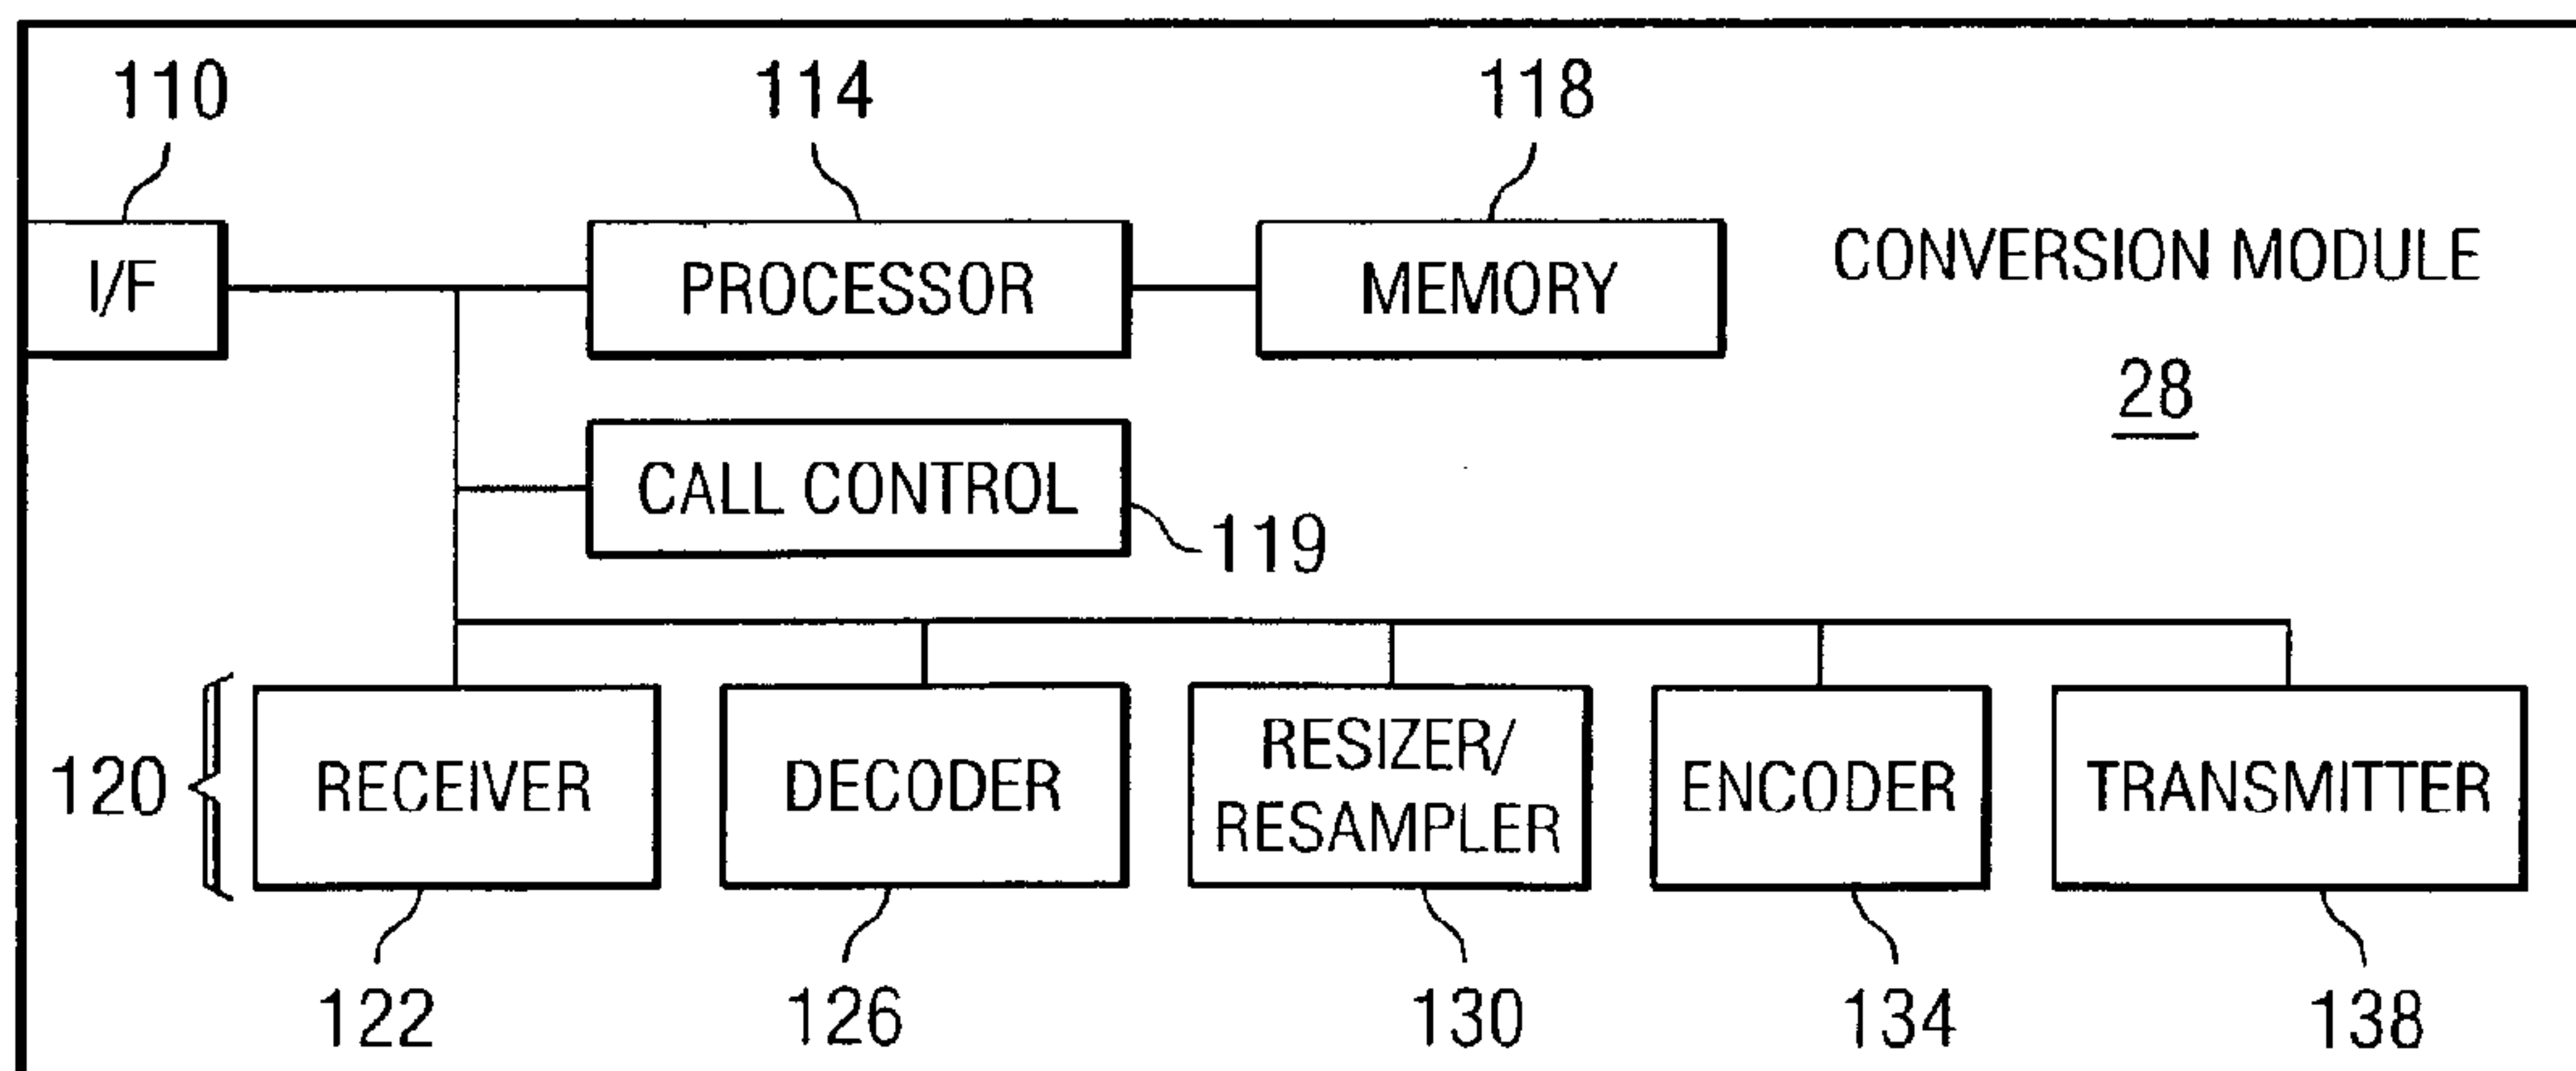 110
114
118
I/F
PROCESSOR
MEMORY
CONVERSION MODULE
28
CALL CONTROL
119
120
RECEIVER
DECODER
RESIZER/
RESAMPLER
ENCODER
TRANSMITTER
122
126
130
134
138